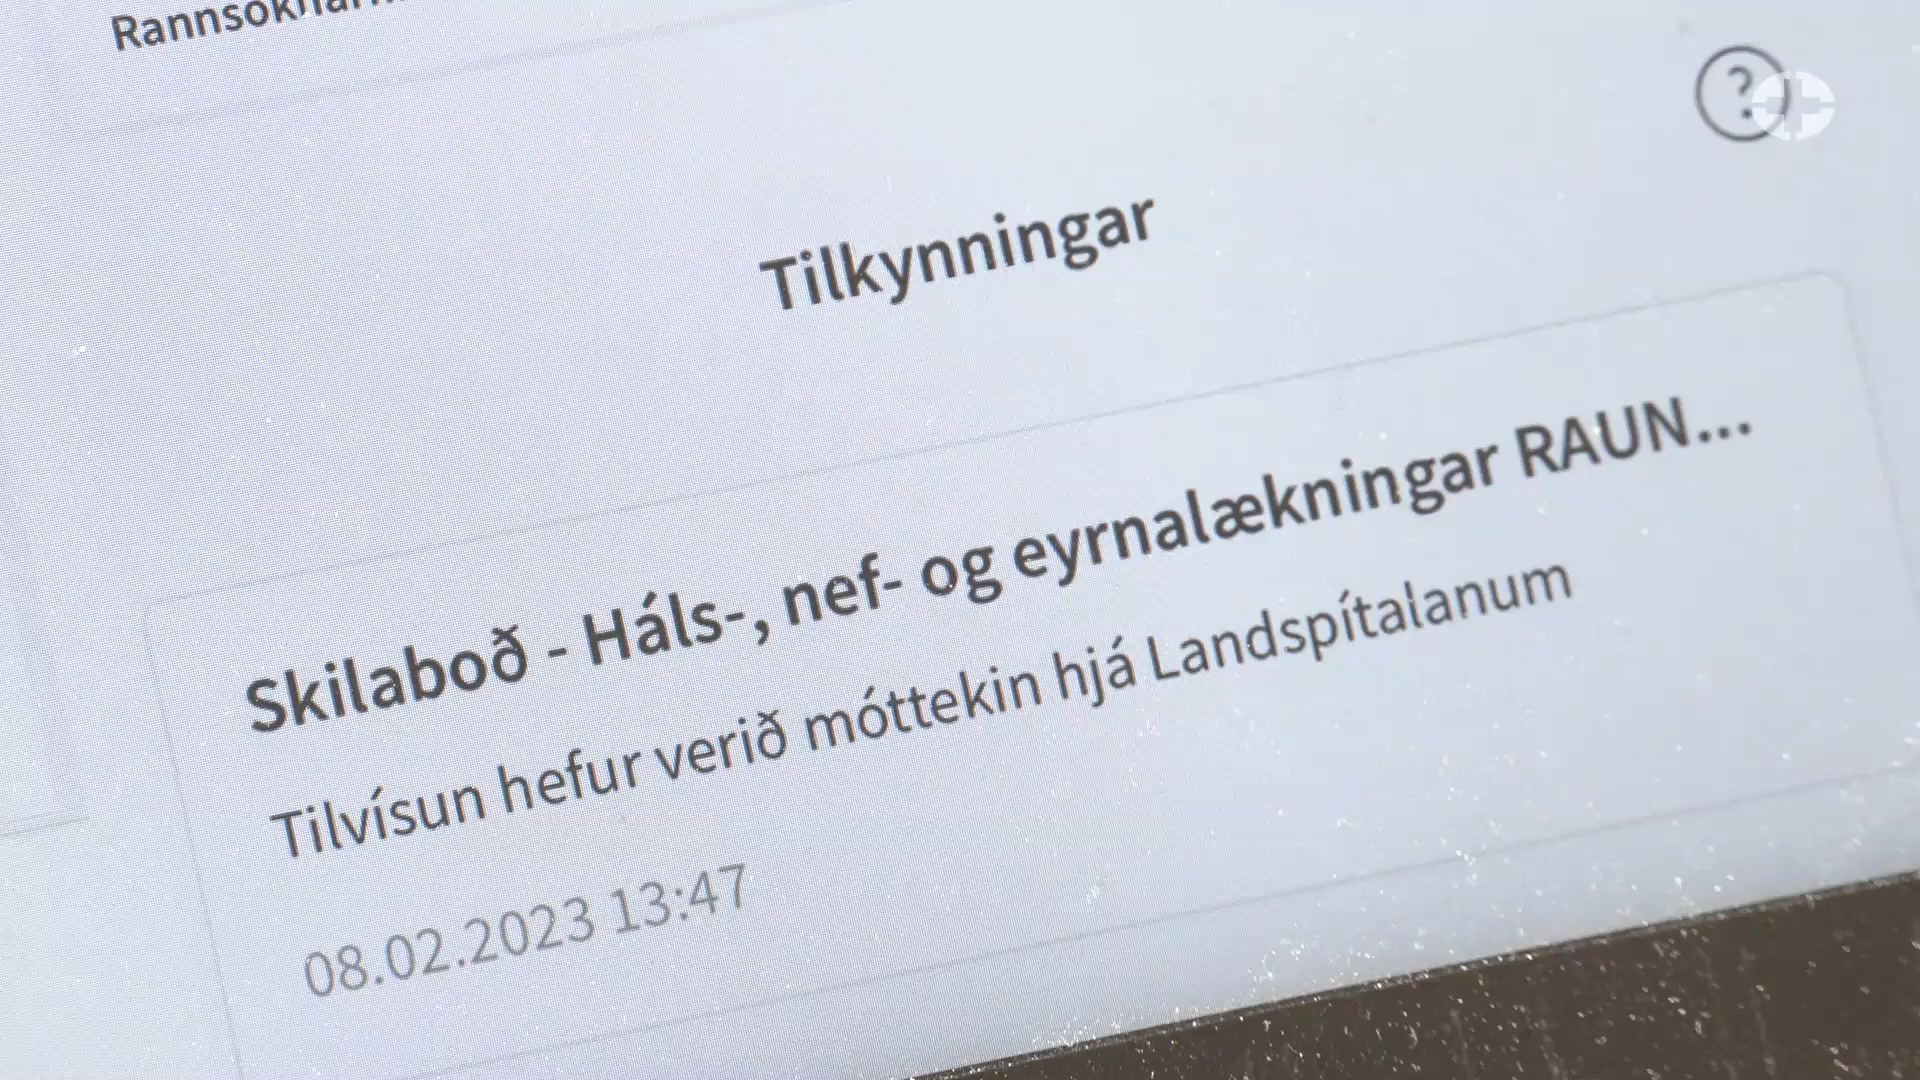 Tilkynningar
Skilaboð - Háls-, nef- og eyrnalækningar RAUN...
Tilvísun hefur verið móttekin hjá Landspítalanum
08.02.2023 13:47